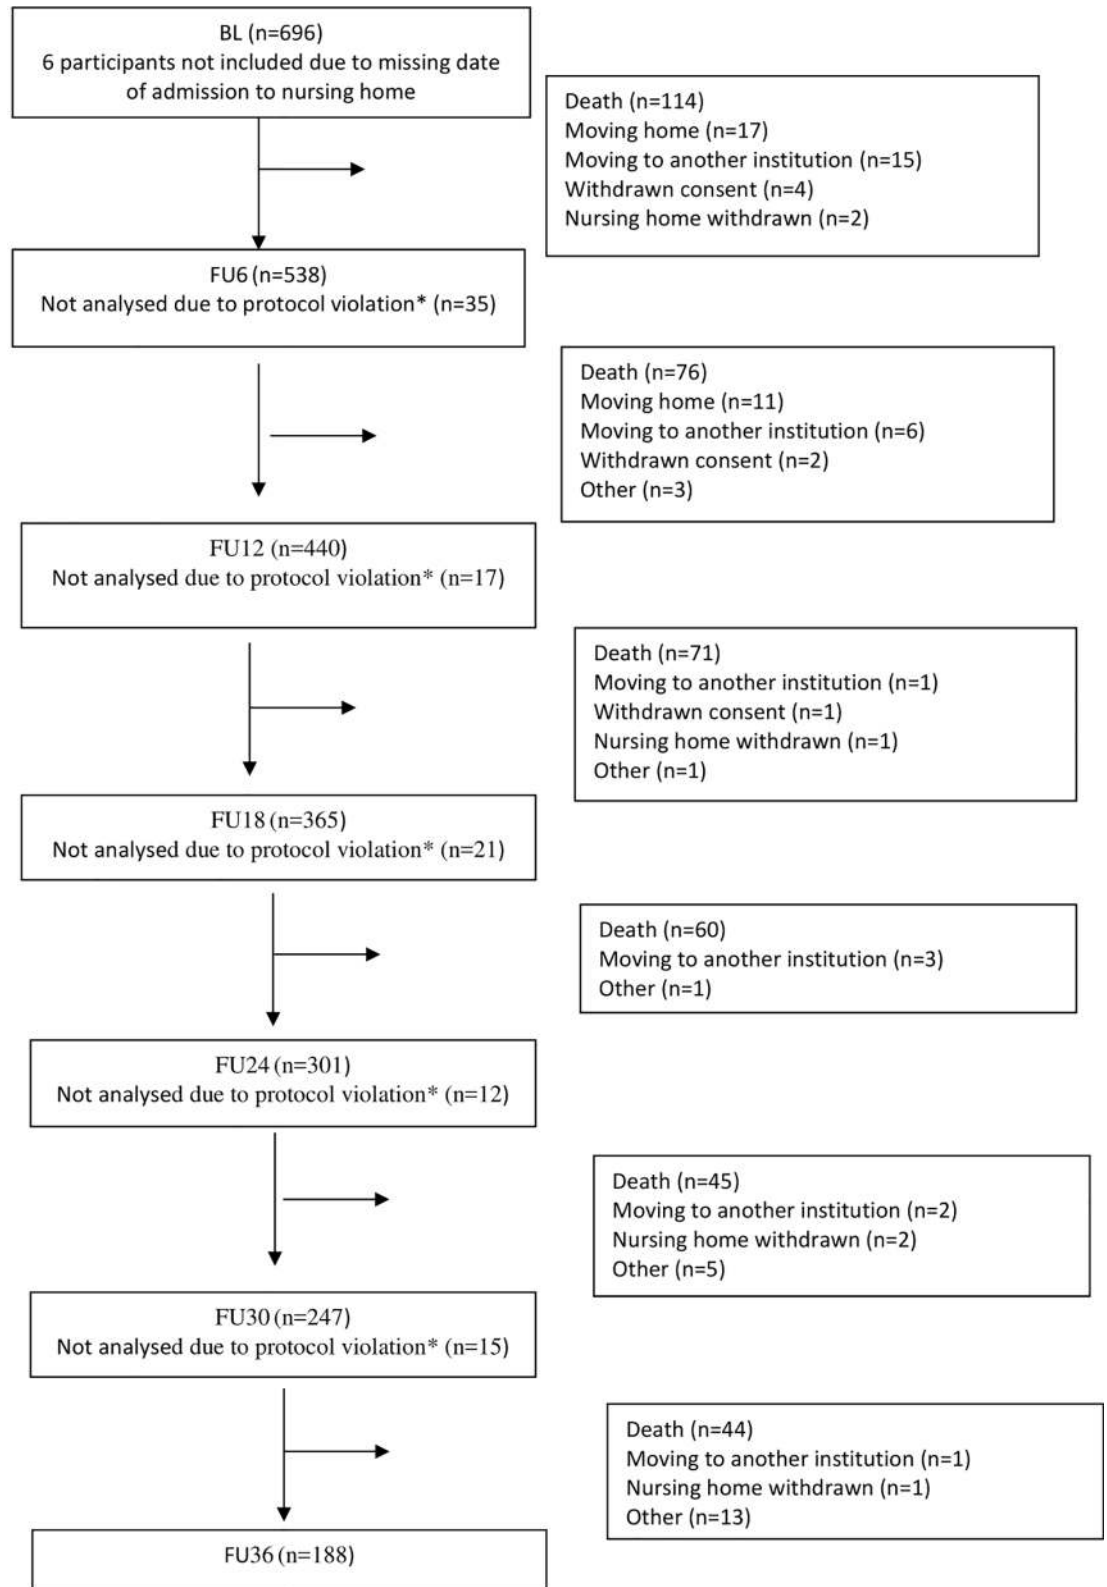 BL (n=696)
6 participants not included due to missing date
of admission to nursing home
Death (n=114)
Moving home (n=17)
Moving to another institution (n=15)
Withdrawn consent (n=4)
Nursing home withdrawn (n=2)
FU6 (n=538)
Not analysed due to protocol violation* (n=35)
Death (n=76)
Moving home (n=11)
Moving to another institution (n=6)
Withdrawn consent (n=2)
Other (n=3)
FU12 (n=440)
Not analysed due to protocol violation* (n=17)
Death (n=71)
Moving to another institution (n=1)
Withdrawn consent (n=1)
Nursing home withdrawn (n=1)
Other (n=1)
FU18 (n=365)
Not analysed due to protocol violation* (n=21)
Death (n=60)
Moving to another institution (n=3)
Other (n=1)
FU24 (n=301)
Not analysed due to protocol violation* (n=12)
Death (n=45)
Moving to another institution (n=2)
Nursing home withdrawn (n=2)
Other (n=5)
FU30 (n=247)
Not analysed due to protocol violation* (n=15)
Death (n=44)
Moving to another institution (n=1)
Nursing home withdrawn (n=1)
Other (n=13)
FU36 (n=188)